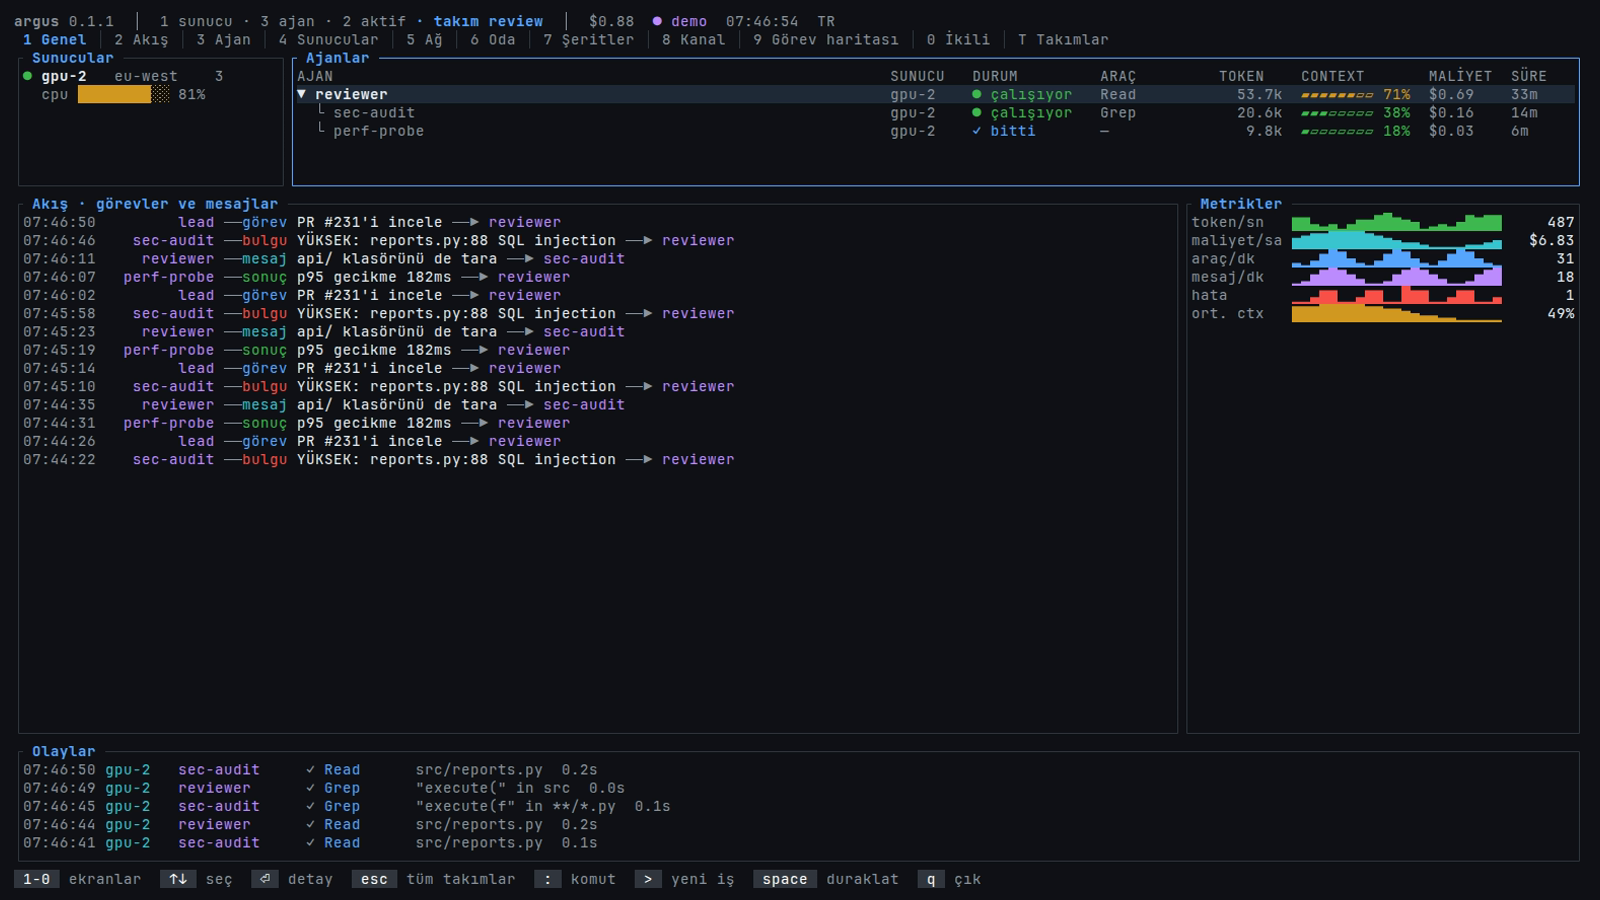 argus 0.1.1 │ 1 sunucu · 3 ajan · 2 aktif · takım review │ $0.88 ● demo 07:46:54 TR
1 Genel │ 2 Akış │ 3 Ajan │ 4 Sunucular │ 5 Ağ │ 6 Oda │ 7 Şeritler │ 8 Kanal │ 9 Görev haritası │ 0 İkili │ T Takımlar
Sunucular
● gpu-2 eu-west 3
cpu 81%
Ajanlar
AJAN SUNUCU DURUM ARAÇ TOKEN CONTEXT MALİYET SÜRE
▼ reviewer gpu-2 ● çalışıyor Read 53.7k ▰▰▰▰▰▰▱▱ 71% $0.69 33m
└ sec-audit gpu-2 ● çalışıyor Grep 20.6k ▰▰▰▱▱▱▱▱ 38% $0.16 14m
└ perf-probe gpu-2 ✓ bitti — 9.8k ▰▱▱▱▱▱▱▱ 18% $0.03 6m
Akış · görevler ve mesajlar
07:46:50 lead ──görev PR #231'i incele ──▶ reviewer
07:46:46 sec-audit ──bulgu YÜKSEK: reports.py:88 SQL injection ──▶ reviewer
07:46:11 reviewer ──mesaj api/ klasörünü de tara ──▶ sec-audit
07:46:07 perf-probe ──sonuç p95 gecikme 182ms ──▶ reviewer
07:46:02 lead ──görev PR #231'i incele ──▶ reviewer
07:45:58 sec-audit ──bulgu YÜKSEK: reports.py:88 SQL injection ──▶ reviewer
07:45:23 reviewer ──mesaj api/ klasörünü de tara ──▶ sec-audit
07:45:19 perf-probe ──sonuç p95 gecikme 182ms ──▶ reviewer
07:45:14 lead ──görev PR #231'i incele ──▶ reviewer
07:45:10 sec-audit ──bulgu YÜKSEK: reports.py:88 SQL injection ──▶ reviewer
07:44:35 reviewer ──mesaj api/ klasörünü de tara ──▶ sec-audit
07:44:31 perf-probe ──sonuç p95 gecikme 182ms ──▶ reviewer
07:44:26 lead ──görev PR #231'i incele ──▶ reviewer
07:44:22 sec-audit ──bulgu YÜKSEK: reports.py:88 SQL injection ──▶ reviewer
Metrikler
token/sn 487
maliyet/sa $6.83
araç/dk 31
mesaj/dk 18
hata 1
ort. ctx 49%
Olaylar
07:46:50 gpu-2 sec-audit ✓ Read src/reports.py 0.2s
07:46:49 gpu-2 reviewer ✓ Grep "execute(" in src 0.0s
07:46:45 gpu-2 sec-audit ✓ Grep "execute(f" in **/*.py 0.1s
07:46:44 gpu-2 reviewer ✓ Read src/reports.py 0.2s
07:46:41 gpu-2 sec-audit ✓ Read src/reports.py 0.1s
1-0 ekranlar ↑↓ seç ⏎ detay esc tüm takımlar : komut > yeni iş space duraklat q çık